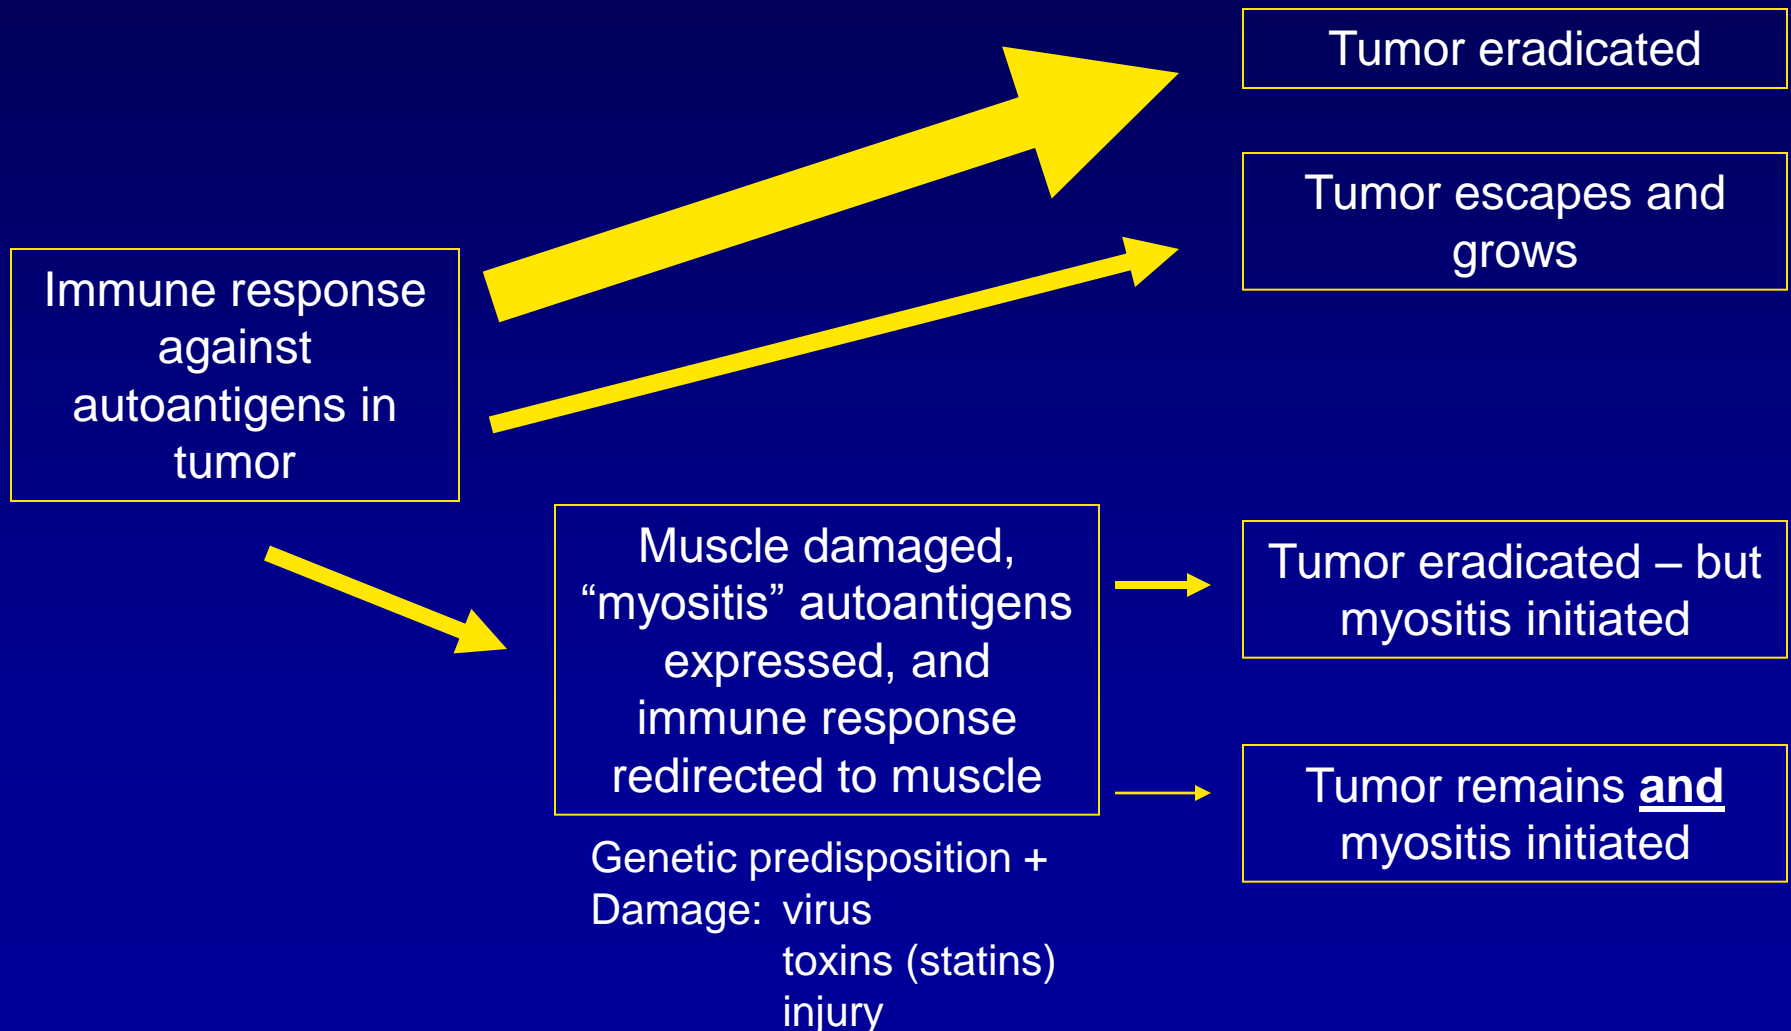 Tumor eradicated
Tumor escapes and
grows
Immune response
against
autoantigens in
tumor
Muscle damaged,
“myositis” autoantigens
expressed, and
immune response
redirected to muscle
Tumor eradicated – but
myositis initiated
Tumor remains and
myositis initiated
Genetic predisposition +
Damage: virus
toxins (statins)
injury